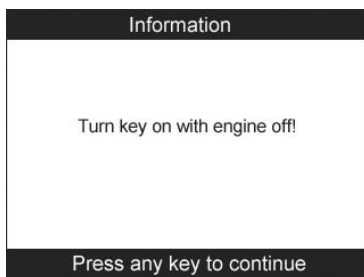 Information
Turn key on with engine off!
Press any key to continue